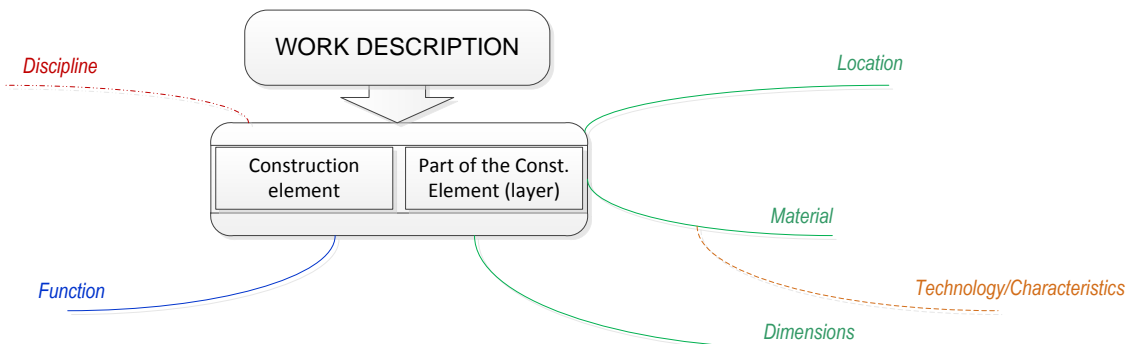 WORK DESCRIPTION
Discipline
Location
Construction
element
Part of the Const.
Element (layer)
Material
Function
Technology/Characteristics
Dimensions